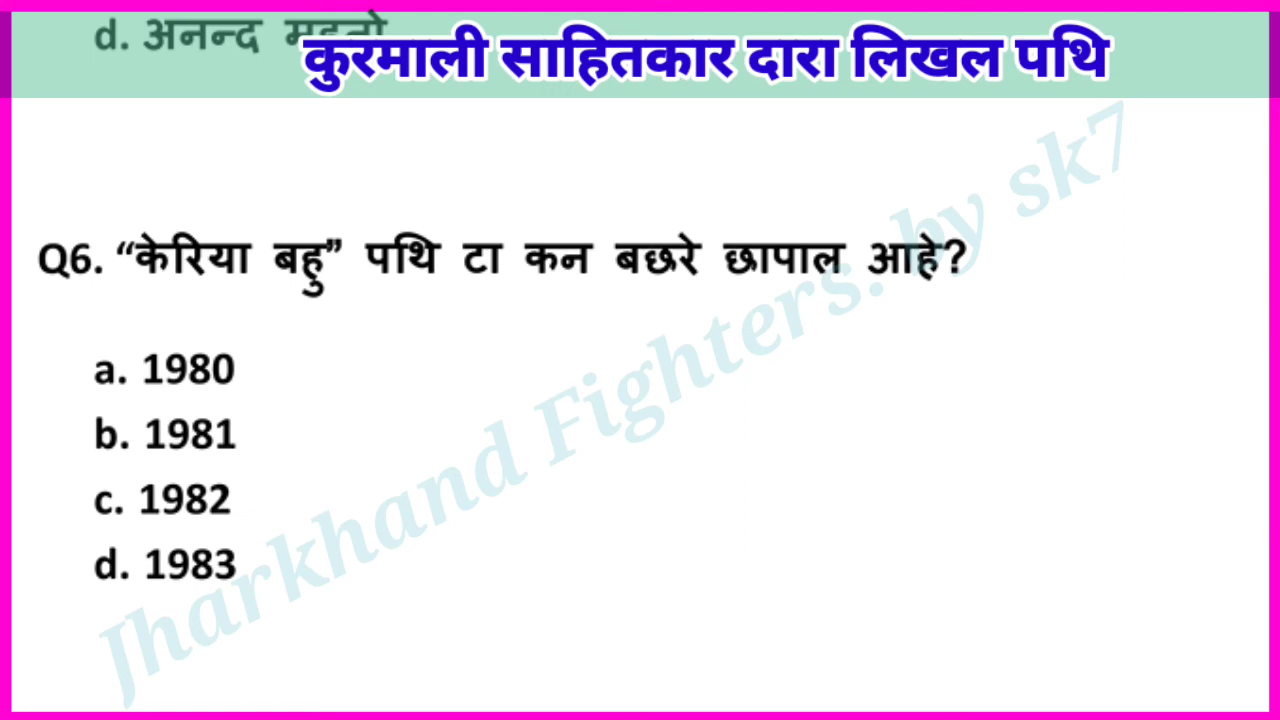 d. अनन्द महतो
कुरमाली साहितकार दारा लिखल पथि
Q6. “केरिया बहु” पथि टा कन बछरे छापाल आहे?
a. 1980
b. 1981
c. 1982
d. 1983
Jharkhand Fighters. by sk7